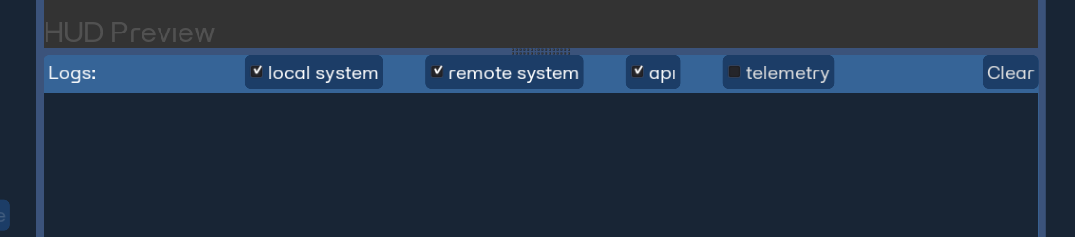 HUD Preview
Logs: local system remote system api telemetry Clear